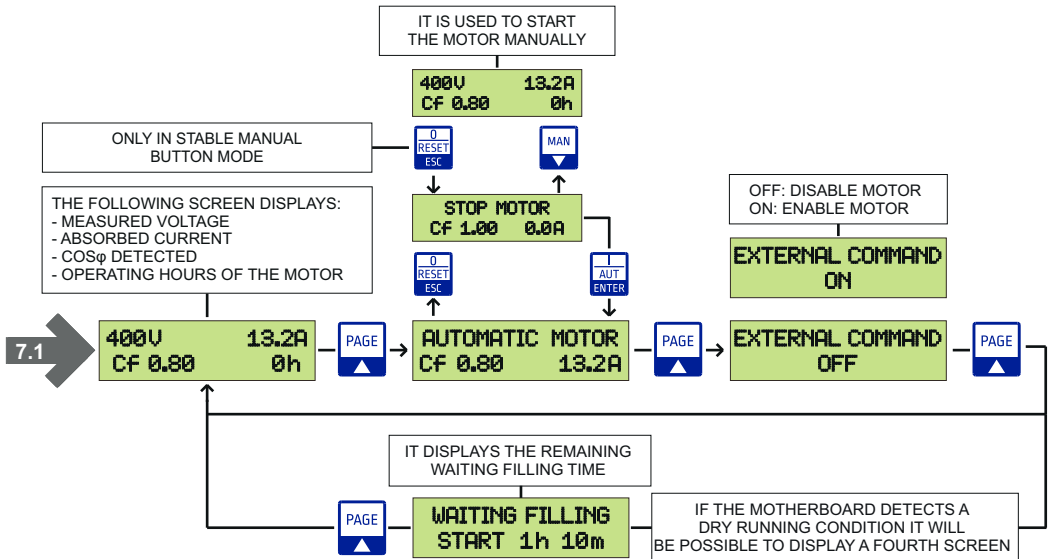 IT IS USED TO START
THE MOTOR MANUALLY
400V 13.2A
Cf 0.80 0h
ONLY IN STABLE MANUAL
BUTTON MODE
0
RESET
ESC
MAN
THE FOLLOWING SCREEN DISPLAYS:
- MEASURED VOLTAGE
- ABSORBED CURRENT
- COSφ DETECTED
- OPERATING HOURS OF THE MOTOR
STOP MOTOR
Cf 1.00 0.0A
OFF: DISABLE MOTOR
ON: ENABLE MOTOR
EXTERNAL COMMAND
ON
0
RESET
ESC
I
AUT
ENTER
7.1
400V 13.2A
Cf 0.80 0h
PAGE
AUTOMATIC MOTOR
Cf 0.80 13.2A
PAGE
EXTERNAL COMMAND
OFF
PAGE
IT DISPLAYS THE REMAINING
WAITING FILLING TIME
PAGE
WAITING FILLING
START 1h 10m
IF THE MOTHERBOARD DETECTS A
DRY RUNNING CONDITION IT WILL
BE POSSIBLE TO DISPLAY A FOURTH SCREEN